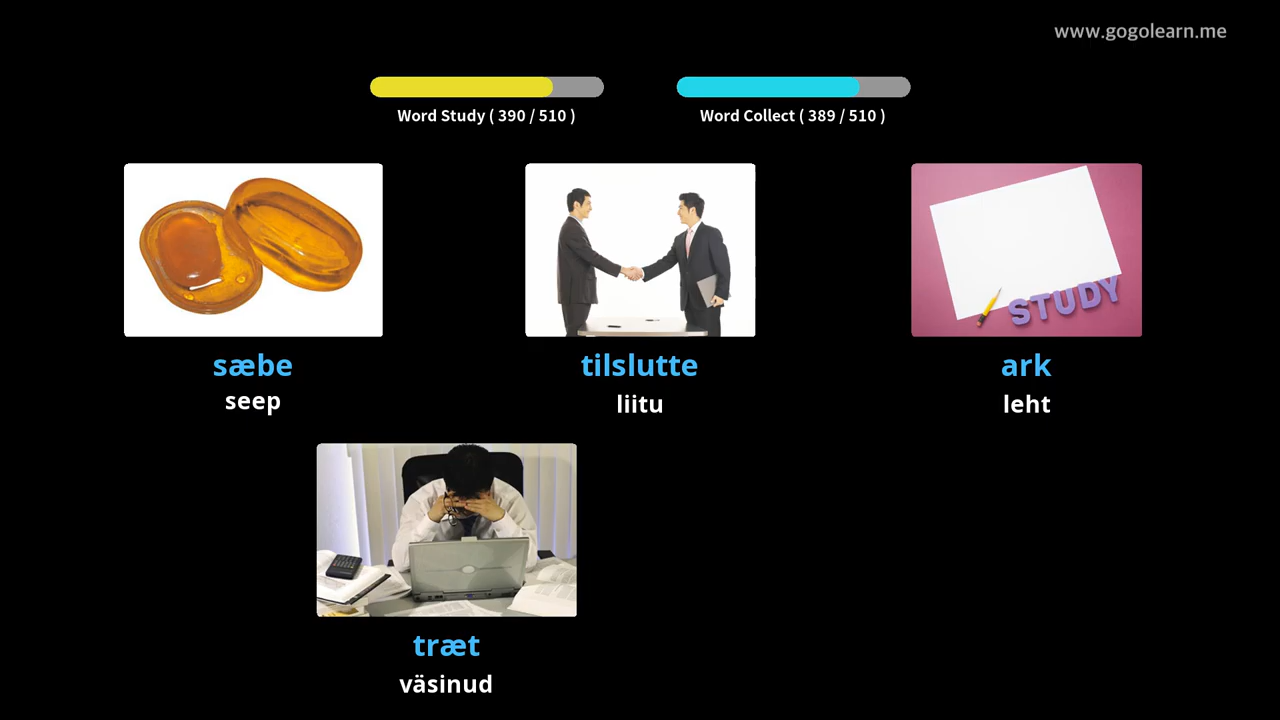 www.gogolearn.me
Word Study ( 390 / 510 )
Word Collect ( 389 / 510 )
STUDY
sæbe
seep
tilslutte
liitu
ark
leht
træt
väsinud